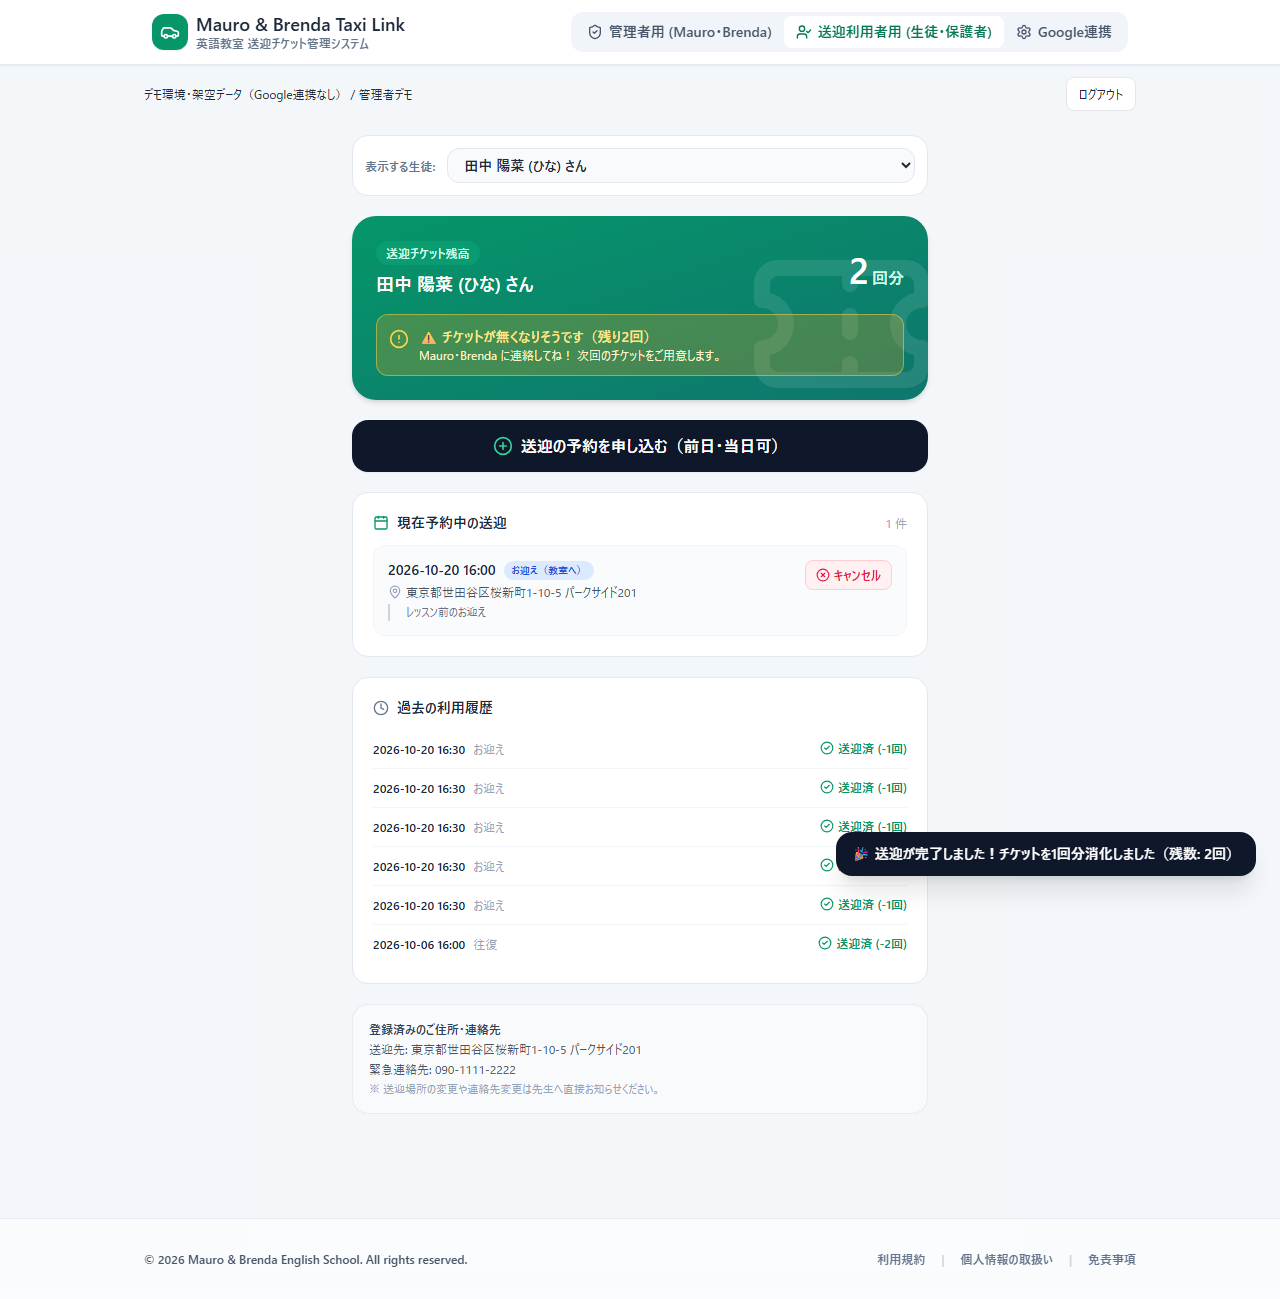 Mauro & Brenda Taxi Link
英語教室 送迎チケット管理システム
管理者用 (Mauro・Brenda)
送迎利用者用 (生徒・保護者)
Google連携
デモ環境・架空データ（Google連携なし） / 管理者デモ
ログアウト
表示する生徒:
田中 陽菜 (ひな) さん
送迎チケット残高
田中 陽菜 (ひな) さん
2 回分
⚠️ チケットが無くなりそうです（残り2回）
Mauro・Brenda に連絡してね！ 次回のチケットをご用意します。
送迎の予約を申し込む（前日・当日可）
現在予約中の送迎
1 件
2026-10-20 16:00 お迎え（教室へ）
キャンセル
東京都世田谷区桜新町1-10-5 パークサイド201
レッスン前のお迎え
過去の利用履歴
2026-10-20 16:30 お迎え
送迎済 (-1回)
2026-10-20 16:30 お迎え
送迎済 (-1回)
2026-10-20 16:30 お迎え
送迎済 (-1回)
2026-10-20 16:30 お迎え
🎉 送迎が完了しました！チケットを1回分消化しました（残数: 2回）
2026-10-20 16:30 お迎え
送迎済 (-1回)
2026-10-06 16:00 往復
送迎済 (-2回)
登録済みのご住所・連絡先
送迎先: 東京都世田谷区桜新町1-10-5 パークサイド201
緊急連絡先: 090-1111-2222
※ 送迎場所の変更や連絡先変更は先生へ直接お知らせください。
© 2026 Mauro & Brenda English School. All rights reserved.
利用規約 | 個人情報の取扱い | 免責事項